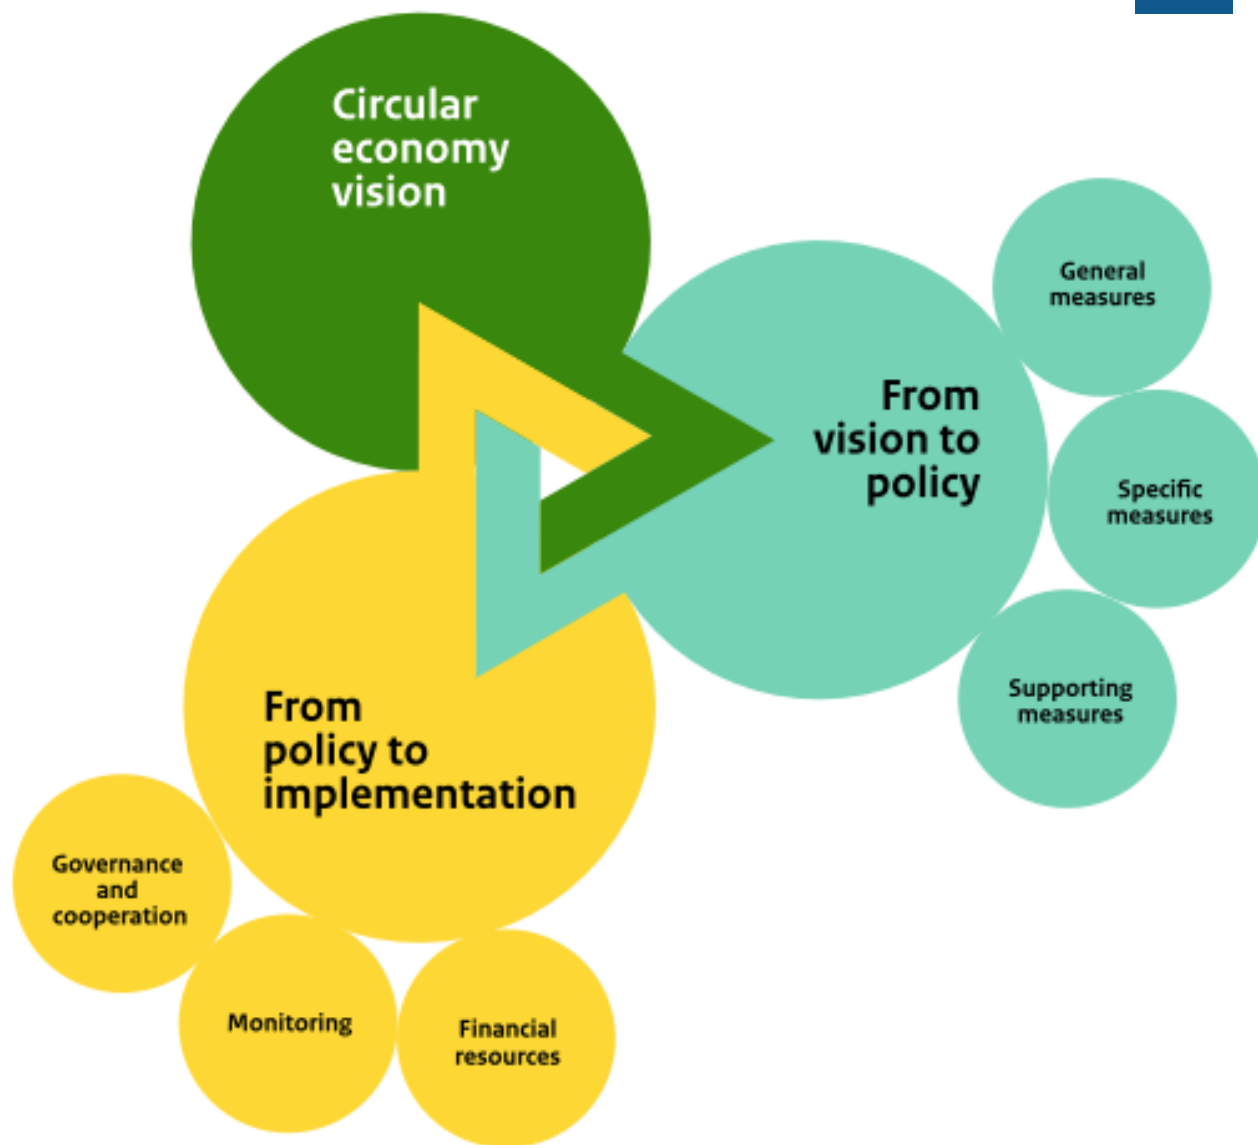 Circular
economy
vision
General
measures
From
vision to
policy
Specific
measures
Supporting
measures
From
policy to
implementation
Governance
and
cooperation
Monitoring
Financial
resources